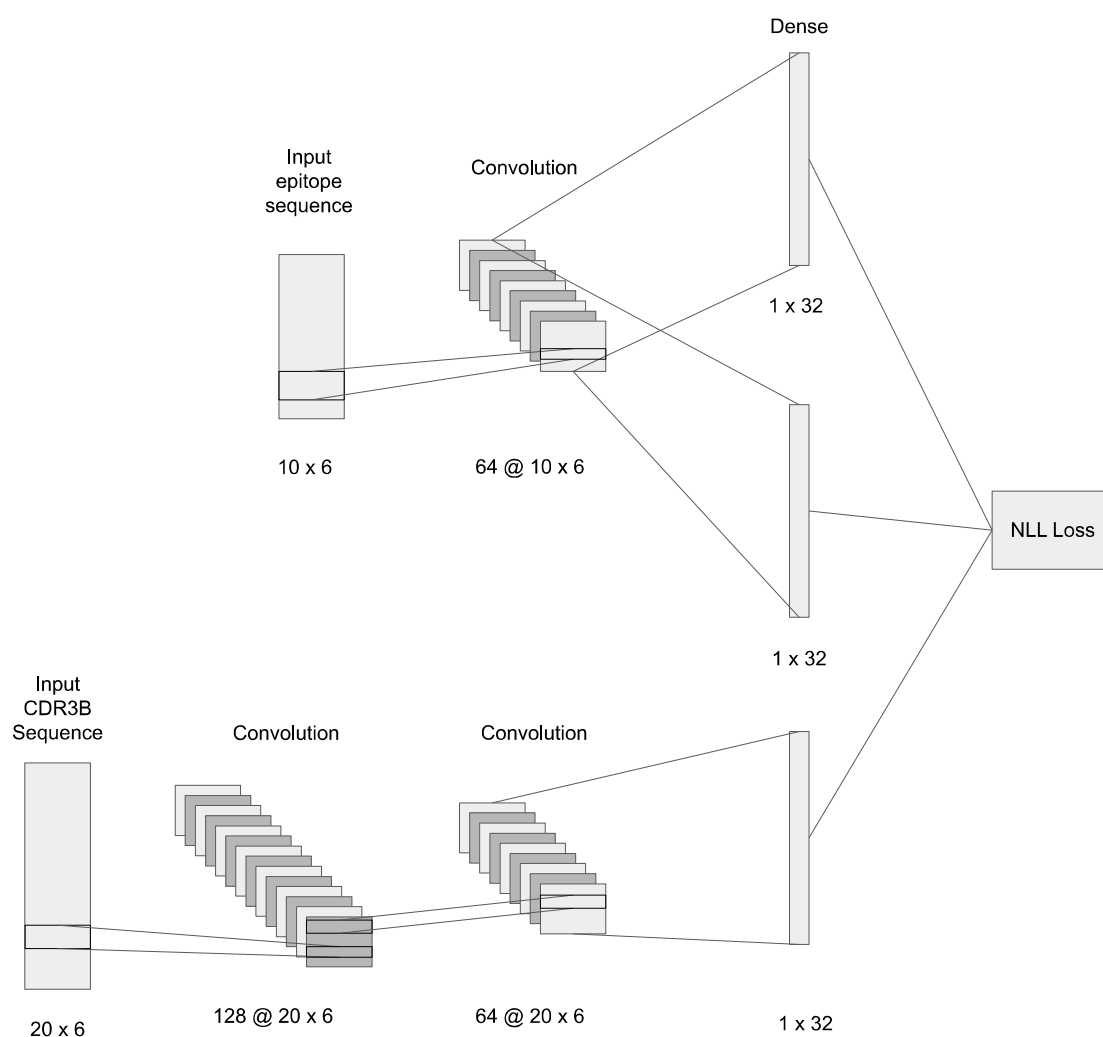 Dense
Input
epitope
sequence
Convolution
1 x 32
10 x 6
64 @ 10 x 6
NLL Loss
1 x 32
Input
CDR3B
Sequence
Convolution
Convolution
20 x 6
128 @ 20 x 6
64 @ 20 x 6
1 x 32